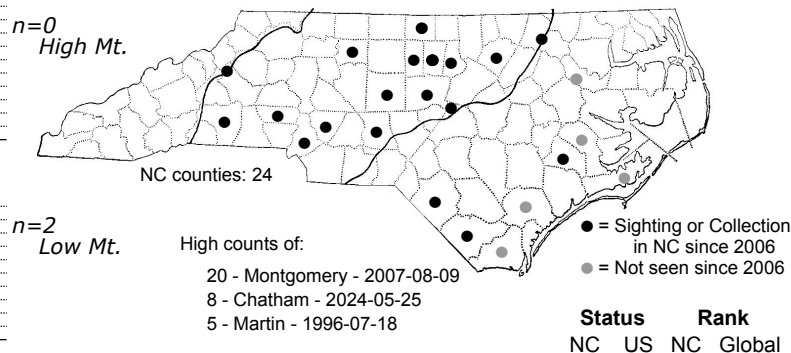 n=0
High Mt.
NC counties: 24
n=2
Low Mt.
High counts of:
20 - Montgomery - 2007-08-09
8 - Chatham - 2024-05-25
5 - Martin - 1996-07-18
= Sighting or Collection
in NC since 2006
= Not seen since 2006
Status Rank
NC US NC Global